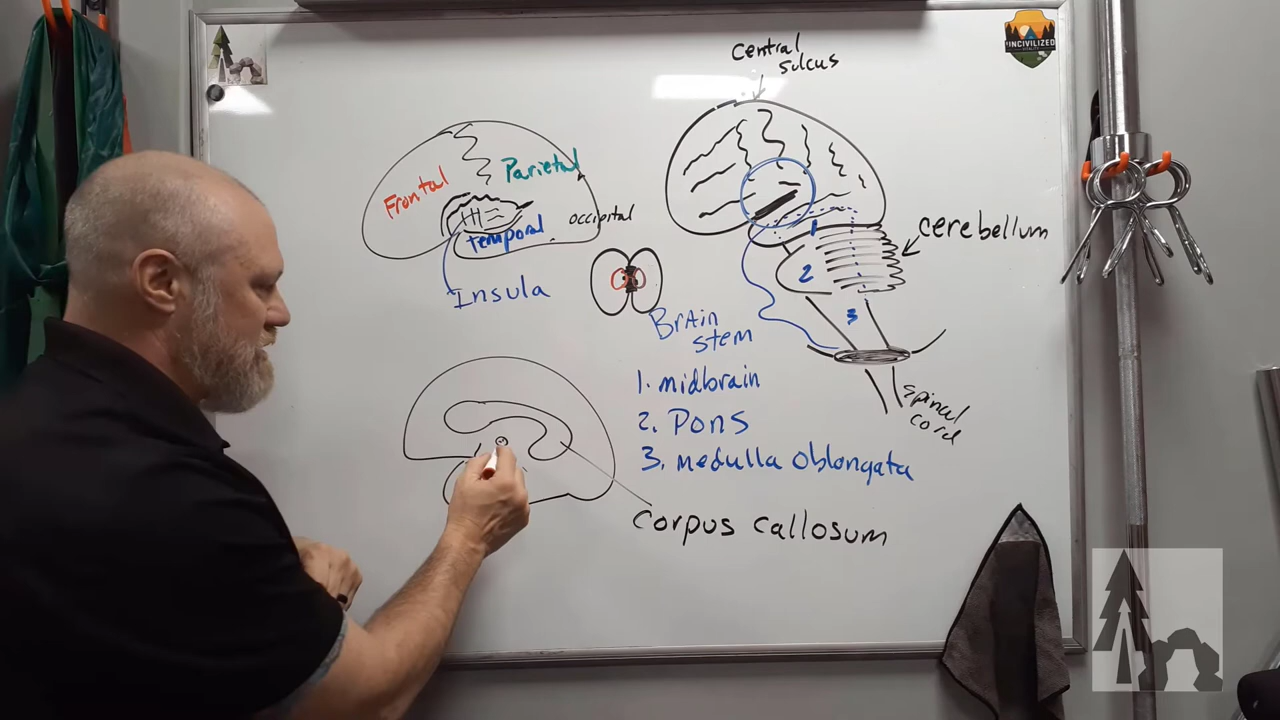 UNCIVILIZED
central
sulcus
Frontal
Parietal
temporal
occipital
Insula
1
2
3
cerebellum
Brain
stem
1. midbrain
2. Pons
3. medulla oblongata
spinal
cord
corpus callosum